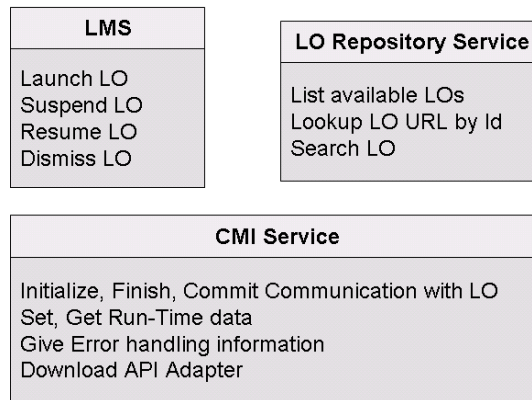 LMS
Launch LO
Suspend LO
Resume LO
Dismiss LO
LO Repository Service
List available LOs
Lookup LO URL by Id
Search LO
CMI Service
Initialize, Finish, Commit Communication with LO
Set, Get Run-Time data
Give Error handling information
Download API Adapter